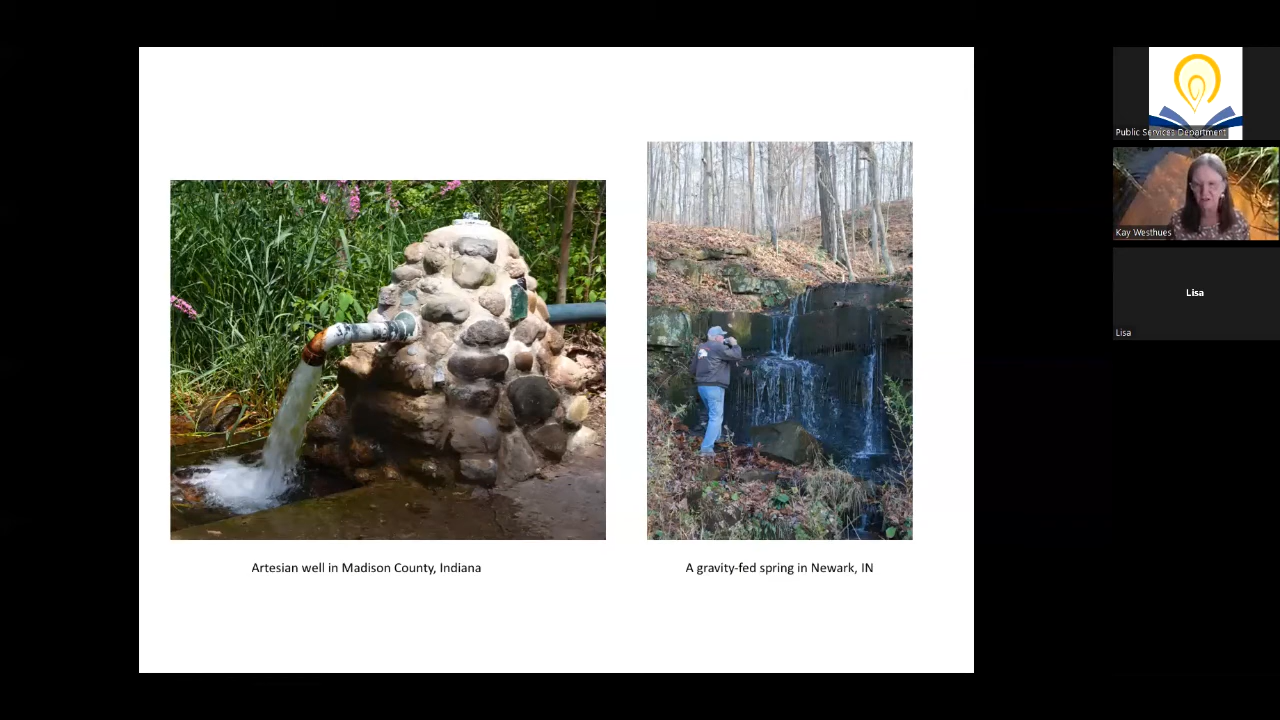 Artesian well in Madison County, Indiana
A gravity-fed spring in Newark, IN
Public Services Department
Kay Westhues
Lisa
Lisa